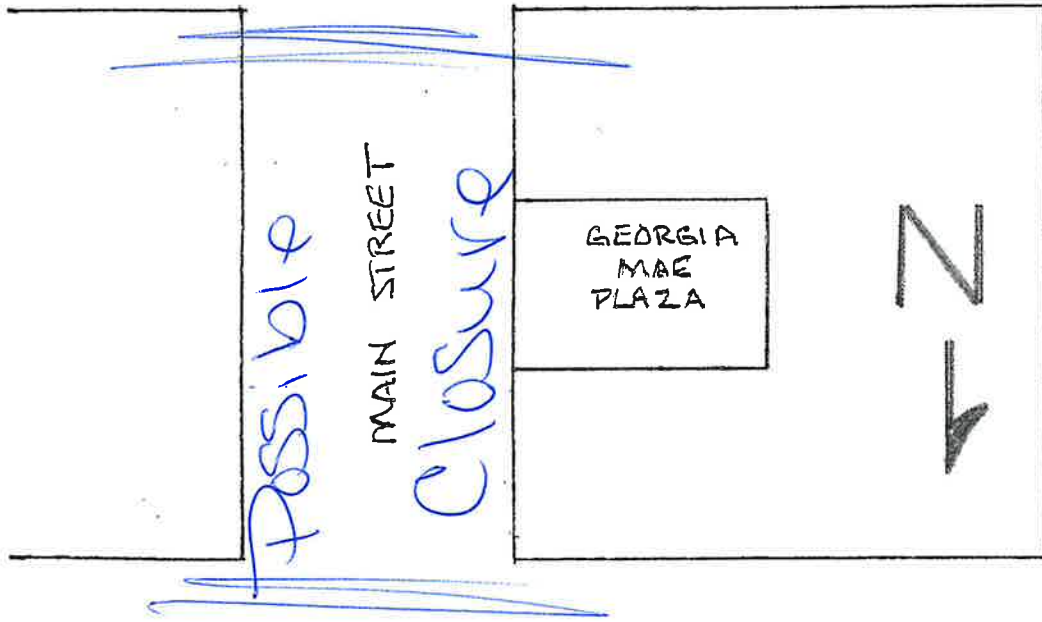 Possible
MAIN STREET
Closure
GEORGIA
MAE
PLAZA
N